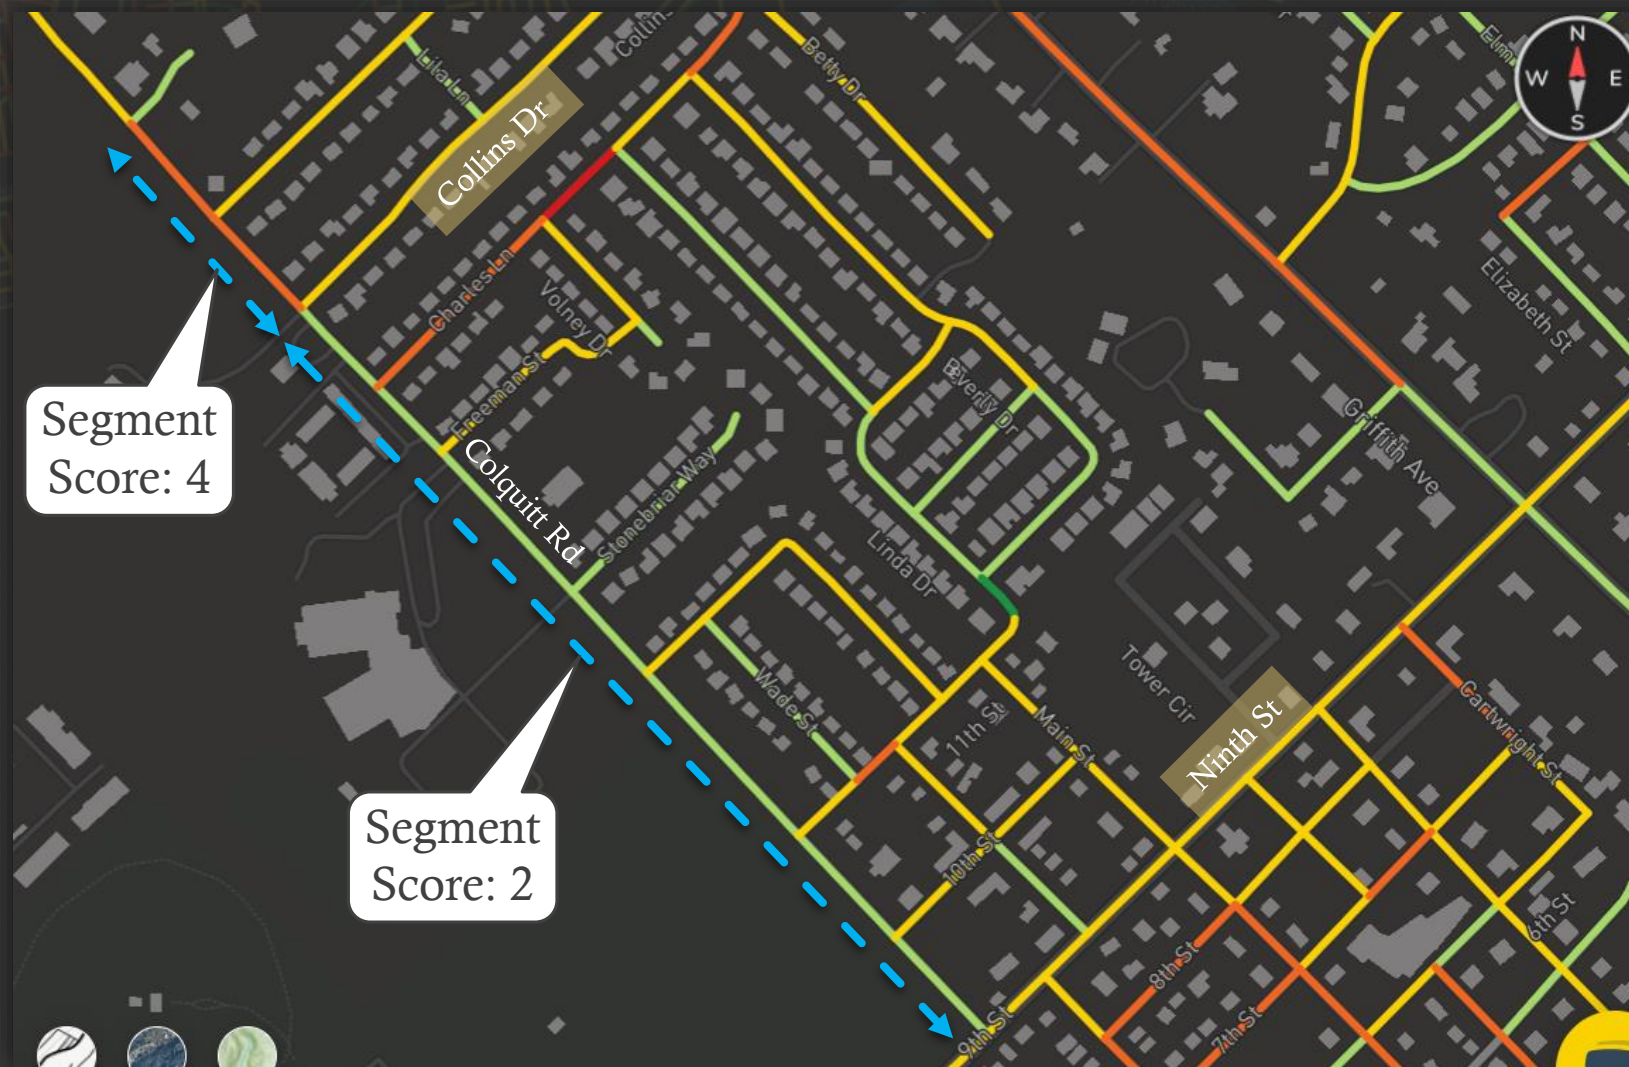 N
W E
S
Lita Ln
Collins
Betty Dr
Collins Dr
Elizabeth St
Charles Ln
Volney Dr
Segment
Score: 4
Freeman St
Beverly Dr
Griffith Ave
Colquitt Rd
Stonebriar Way
Linda Dr
Tower Cir
Wade St
11th St
Main St
Ninth St
Cartwright St
Segment
Score: 2
10th St
6th St
8th St
7th St
9th St